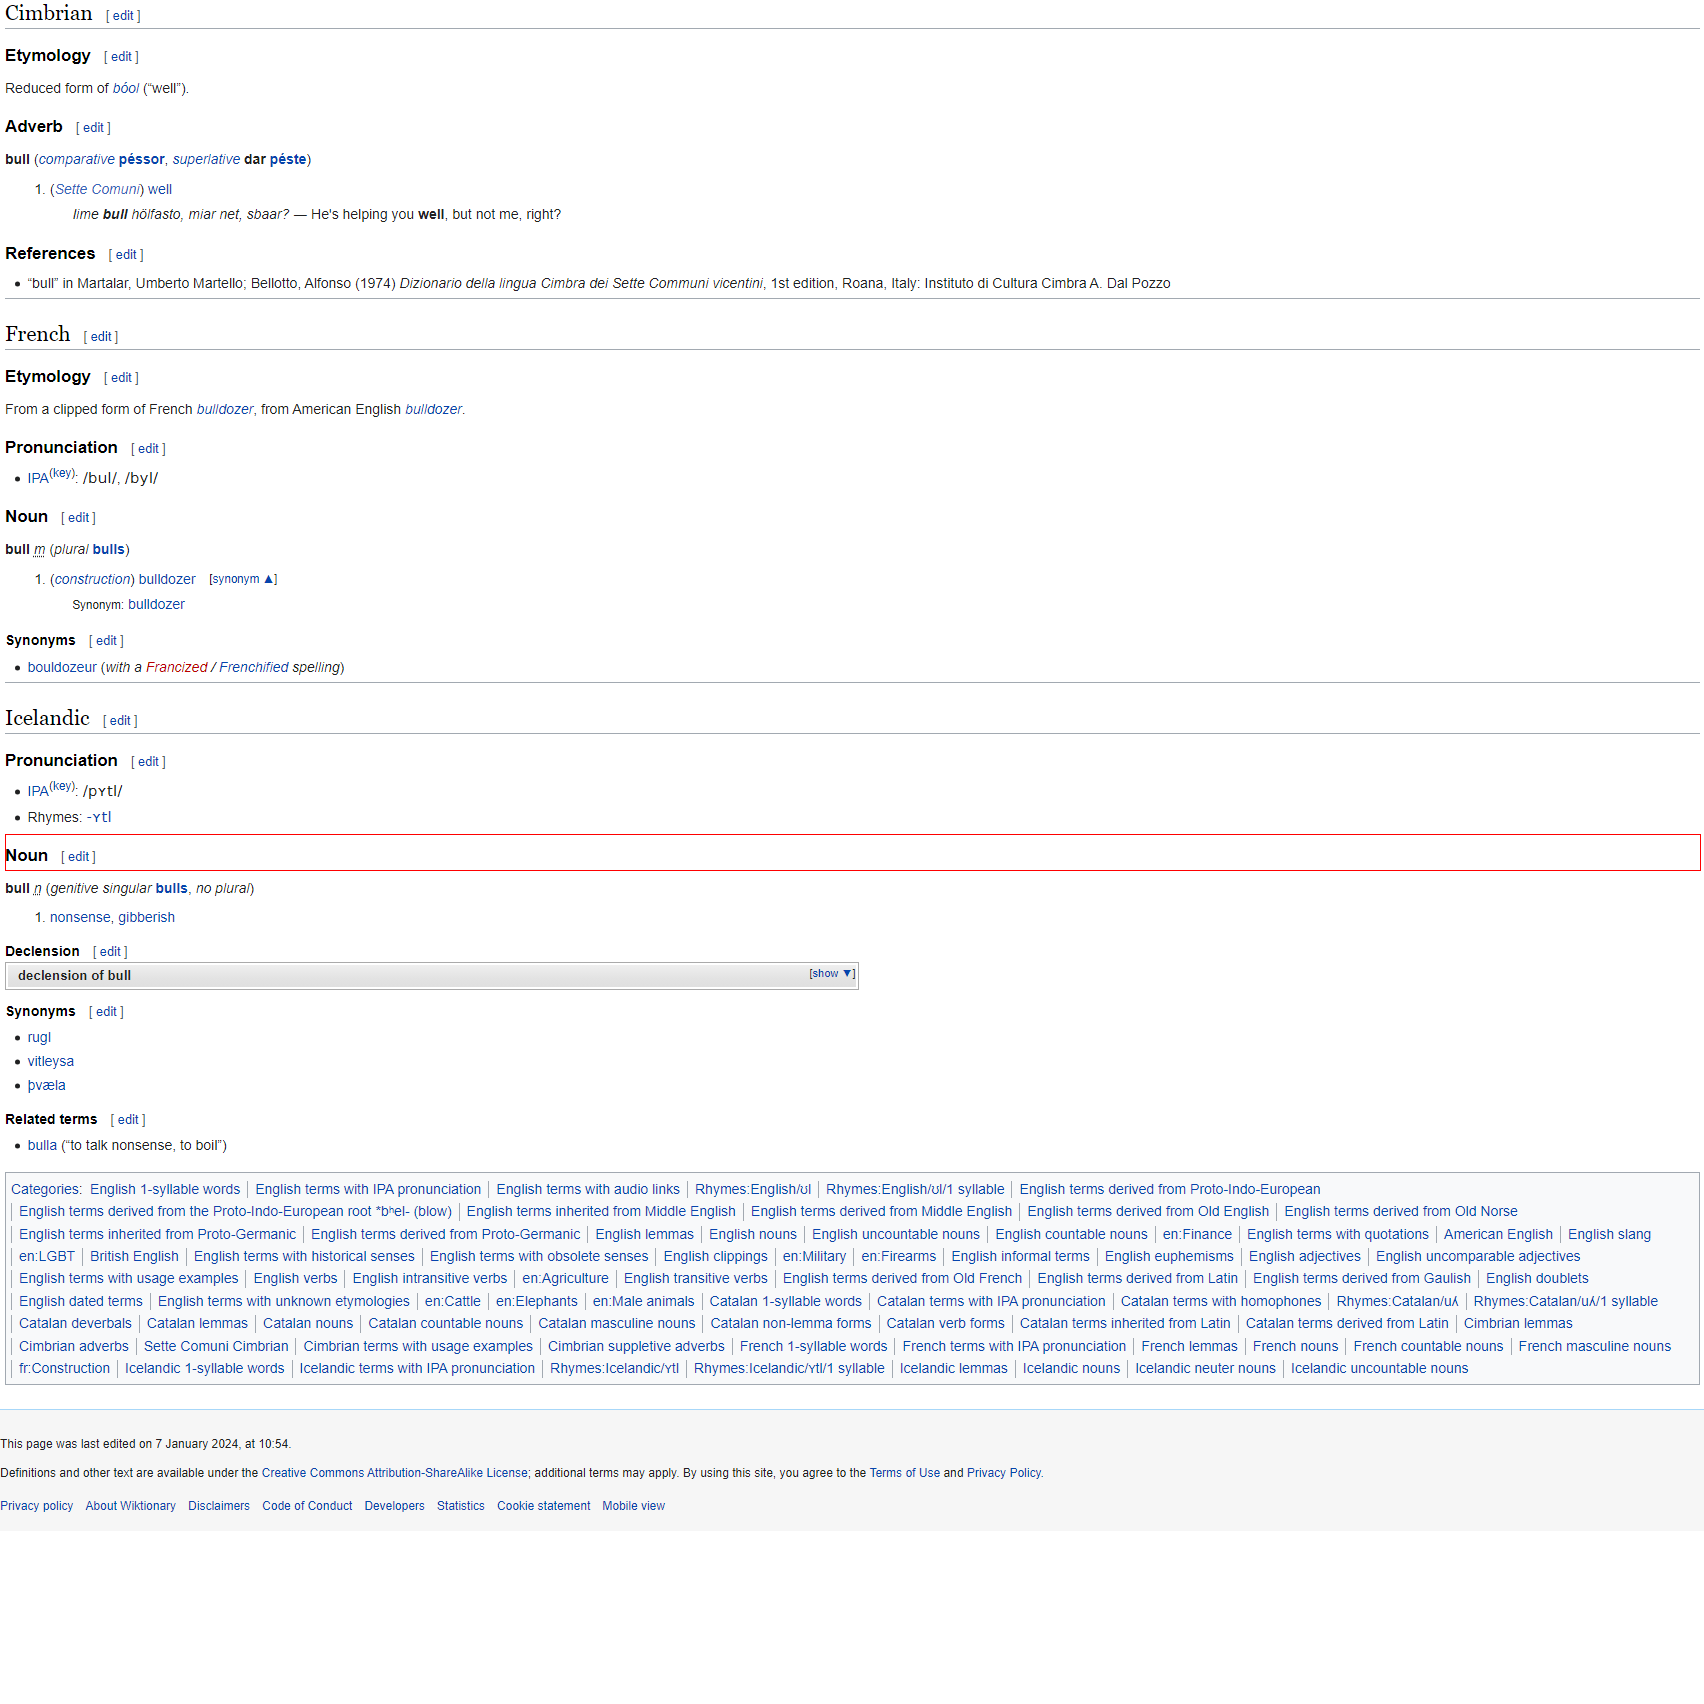 Cimbrian [ edit ]
Etymology [ edit ]
Reduced form of bóol (“well”).
Adverb [ edit ]
bull (comparative péssor, superlative dar péste)
1. (Sette Comuni) well
Iime bull hölfasto, miar net, sbaar? — He's helping you well, but not me, right?
References [ edit ]
• “bull” in Martalar, Umberto Martello; Bellotto, Alfonso (1974) Dizionario della lingua Cimbra dei Sette Communi vicentini, 1st edition, Roana, Italy: Instituto di Cultura Cimbra A. Dal Pozzo
French [ edit ]
Etymology [ edit ]
From a clipped form of French bulldozer, from American English bulldozer.
Pronunciation [ edit ]
• IPA(key): /bul/, /byl/
Noun [ edit ]
bull m (plural bulls)
1. (construction) bulldozer [synonym ▲]
Synonym: bulldozer
Synonyms [ edit ]
• bouldozeur (with a Francized / Frenchified spelling)
Icelandic [ edit ]
Pronunciation [ edit ]
• IPA(key): /pʏtl/
• Rhymes: -ʏtl
Noun [ edit ]
bull n (genitive singular bulls, no plural)
1. nonsense, gibberish
Declension [ edit ]
declension of bull [show ▼]
Synonyms [ edit ]
• rugl
• vitleysa
• þvæla
Related terms [ edit ]
• bulla (“to talk nonsense, to boil”)
Categories: English 1-syllable words | English terms with IPA pronunciation | English terms with audio links | Rhymes:English/ʊl | Rhymes:English/ʊl/1 syllable | English terms derived from Proto-Indo-European
| English terms derived from the Proto-Indo-European root *bʰel- (blow) | English terms inherited from Middle English | English terms derived from Middle English | English terms derived from Old English | English terms derived from Old Norse
| English terms inherited from Proto-Germanic | English terms derived from Proto-Germanic | English lemmas | English nouns | English uncountable nouns | English countable nouns | en:Finance | English terms with quotations | American English | English slang
| en:LGBT | British English | English terms with historical senses | English terms with obsolete senses | English clippings | en:Military | en:Firearms | English informal terms | English euphemisms | English adjectives | English uncomparable adjectives
| English terms with usage examples | English verbs | English intransitive verbs | en:Agriculture | English transitive verbs | English terms derived from Old French | English terms derived from Latin | English terms derived from Gaulish | English doublets
| English dated terms | English terms with unknown etymologies | en:Cattle | en:Elephants | en:Male animals | Catalan 1-syllable words | Catalan terms with IPA pronunciation | Catalan terms with homophones | Rhymes:Catalan/uʎ | Rhymes:Catalan/uʎ/1 syllable
| Catalan deverbals | Catalan lemmas | Catalan nouns | Catalan countable nouns | Catalan masculine nouns | Catalan non-lemma forms | Catalan verb forms | Catalan terms inherited from Latin | Catalan terms derived from Latin | Cimbrian lemmas
| Cimbrian adverbs | Sette Comuni Cimbrian | Cimbrian terms with usage examples | Cimbrian suppletive adverbs | French 1-syllable words | French terms with IPA pronunciation | French lemmas | French nouns | French countable nouns | French masculine nouns
| fr:Construction | Icelandic 1-syllable words | Icelandic terms with IPA pronunciation | Rhymes:Icelandic/ʏtl | Rhymes:Icelandic/ʏtl/1 syllable | Icelandic lemmas | Icelandic nouns | Icelandic neuter nouns | Icelandic uncountable nouns
This page was last edited on 7 January 2024, at 10:54.
Definitions and other text are available under the Creative Commons Attribution-ShareAlike License; additional terms may apply. By using this site, you agree to the Terms of Use and Privacy Policy.
Privacy policy About Wiktionary Disclaimers Code of Conduct Developers Statistics Cookie statement Mobile view